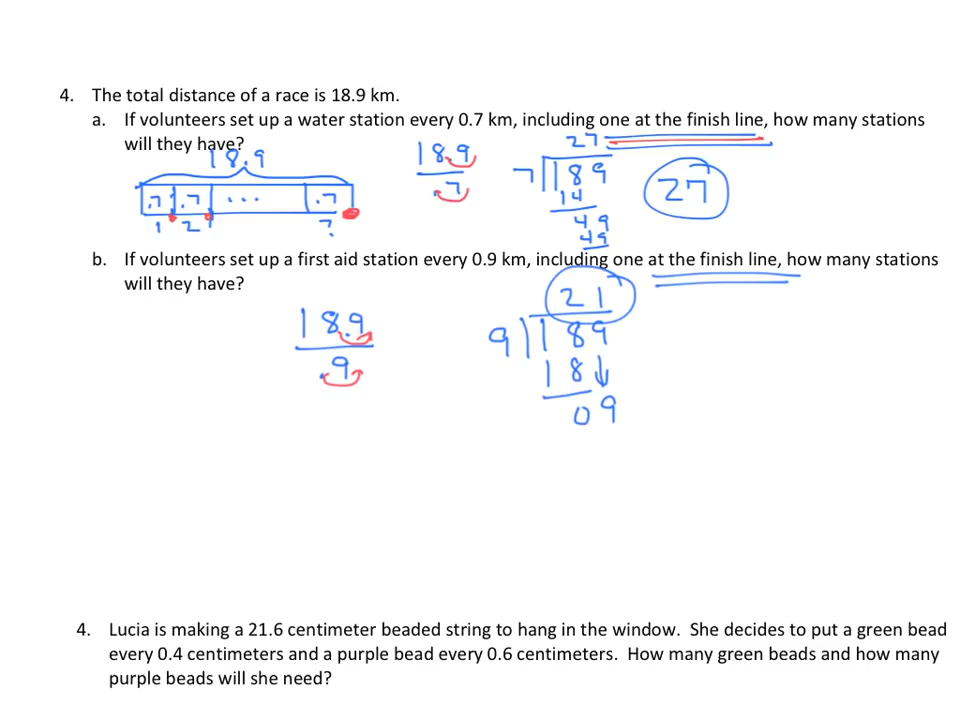 4. The total distance of a race is 18.9 km.
a. If volunteers set up a water station every 0.7 km, including one at the finish line, how many stations
will they have?
18.9
.7 .7 ... .7
1 2 ?
18.9
.7
27
7 189
14
49
49
27
b. If volunteers set up a first aid station every 0.9 km, including one at the finish line, how many stations
will they have?
18.9
.9
21
9 189
18
09
4. Lucia is making a 21.6 centimeter beaded string to hang in the window. She decides to put a green bead
every 0.4 centimeters and a purple bead every 0.6 centimeters. How many green beads and how many
purple beads will she need?